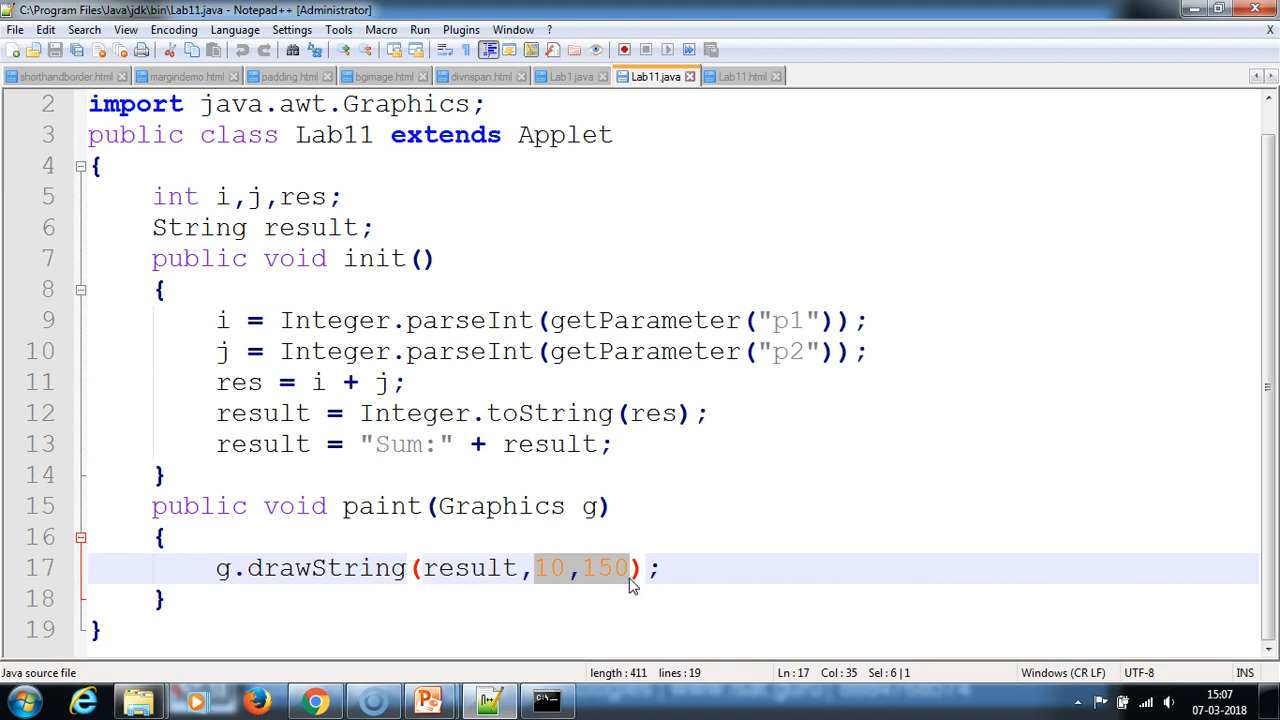 C:\Program Files\Java\jdk\bin\Lab11.java - Notepad++ [Administrator]
File Edit Search View Encoding Language Settings Tools Macro Run Plugins Window ? X
shorthandborder.html margindemo.html padding.html bgimage.html divnspan.html Lab1.java Lab11.java Lab11.html
2 import java.awt.Graphics;
3 public class Lab11 extends Applet
4 {
5 int i,j,res;
6 String result;
7 public void init()
8 {
9 i = Integer.parseInt(getParameter("p1"));
10 j = Integer.parseInt(getParameter("p2"));
11 res = i + j;
12 result = Integer.toString(res);
13 result = "Sum:" + result;
14 }
15 public void paint(Graphics g)
16 {
17 g.drawString(result,10,150);
18 }
19 }
Java source file length : 411 lines : 19 Ln : 17 Col : 35 Sel : 6 | 1 Windows (CR LF) UTF-8 INS
15:07
07-03-2018